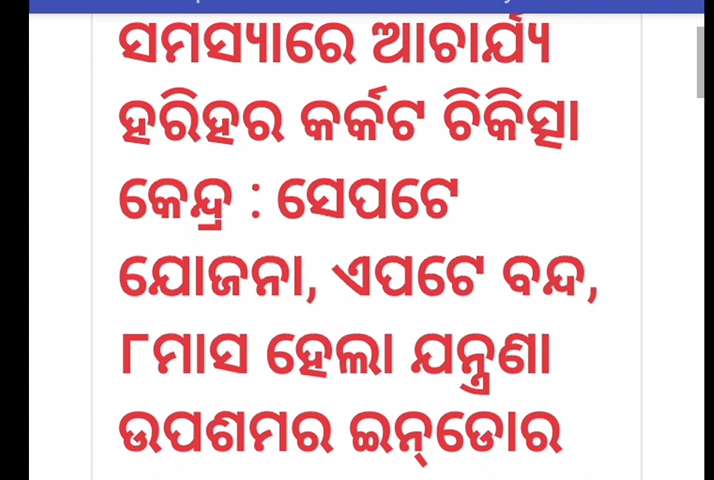 ସମସ୍ୟାରେ ଆଚାର୍ଯ୍ୟ
ହରିହର କର୍କଟ ଚିକିତ୍ସା
କେନ୍ଦ୍ର : ସେପଟେ
ଯୋଜନା, ଏପଟେ ବନ୍ଦ,
୮ମାସ ହେଲା ଯନ୍ତ୍ରଣା
ଉପଶମର ଇନ୍‌ଡୋର